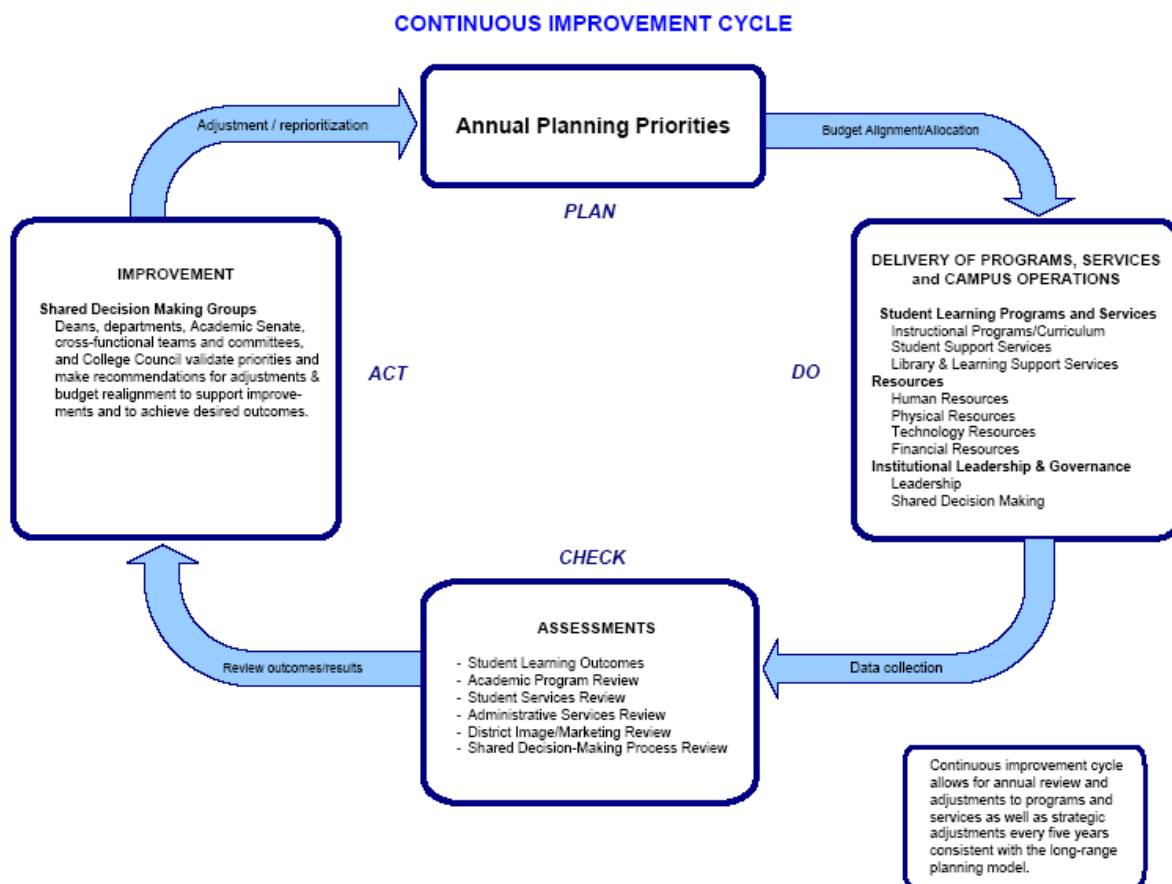 CONTINUOUS IMPROVEMENT CYCLE
Adjustment / reprioritization
Annual Planning Priorities
Budget Alignment/Allocation
PLAN
IMPROVEMENT
Shared Decision Making Groups
Deans, departments, Academic Senate,
cross-functional teams and committees,
and College Council validate priorities and
make recommendations for adjustments &
budget realignment to support improve-
ments and to achieve desired outcomes.
ACT
DO
DELIVERY OF PROGRAMS, SERVICES
and CAMPUS OPERATIONS
Student Learning Programs and Services
Instructional Programs/Curriculum
Student Support Services
Library & Learning Support Services
Resources
Human Resources
Physical Resources
Technology Resources
Financial Resources
Institutional Leadership & Governance
Leadership
Shared Decision Making
CHECK
ASSESSMENTS
- Student Learning Outcomes
- Academic Program Review
- Student Services Review
- Administrative Services Review
- District Image/Marketing Review
- Shared Decision-Making Process Review
Review outcomes/results
Data collection
Continuous improvement cycle
allows for annual review and
adjustments to programs and
services as well as strategic
adjustments every five years
consistent with the long-range
planning model.